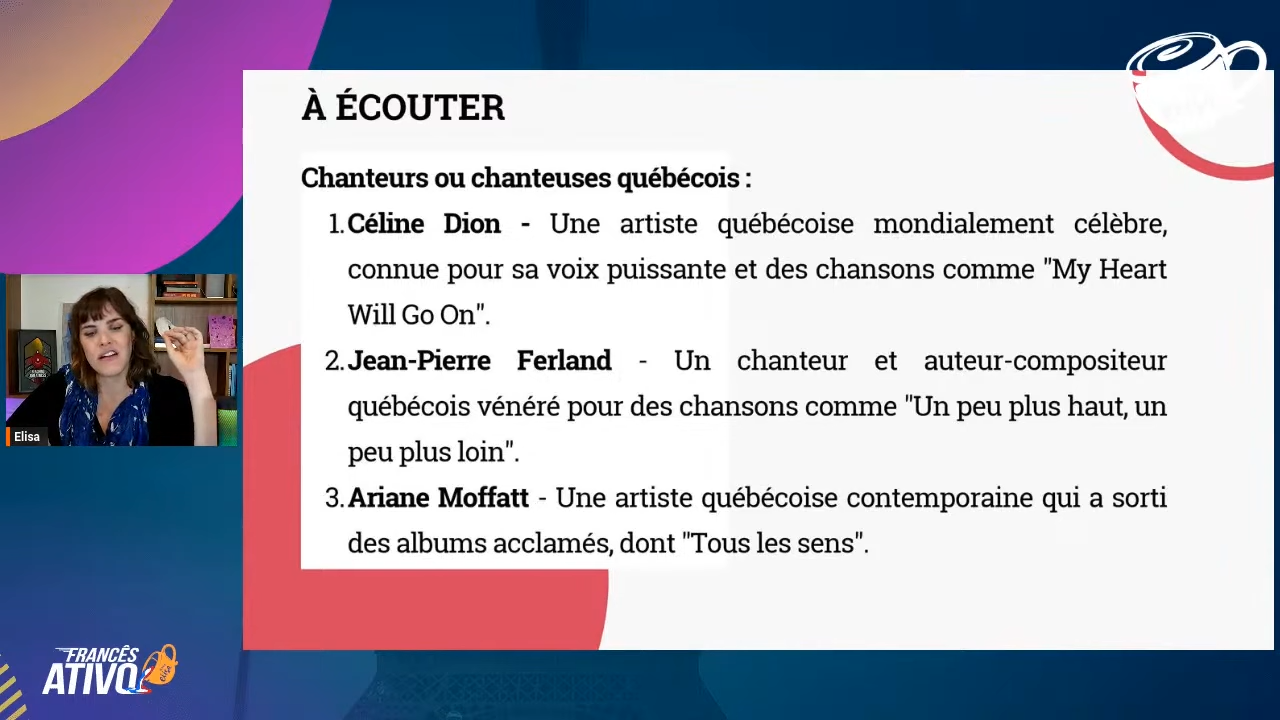 À ÉCOUTER
Chanteurs ou chanteuses québécois :
1. Céline Dion - Une artiste québécoise mondialement célèbre,
connue pour sa voix puissante et des chansons comme "My Heart
Will Go On".
2. Jean-Pierre Ferland - Un chanteur et auteur-compositeur
québécois vénéré pour des chansons comme "Un peu plus haut, un
peu plus loin".
3. Ariane Moffatt - Une artiste québécoise contemporaine qui a sorti
des albums acclamés, dont "Tous les sens".
Elisa
FRANCÊS
ATIVO